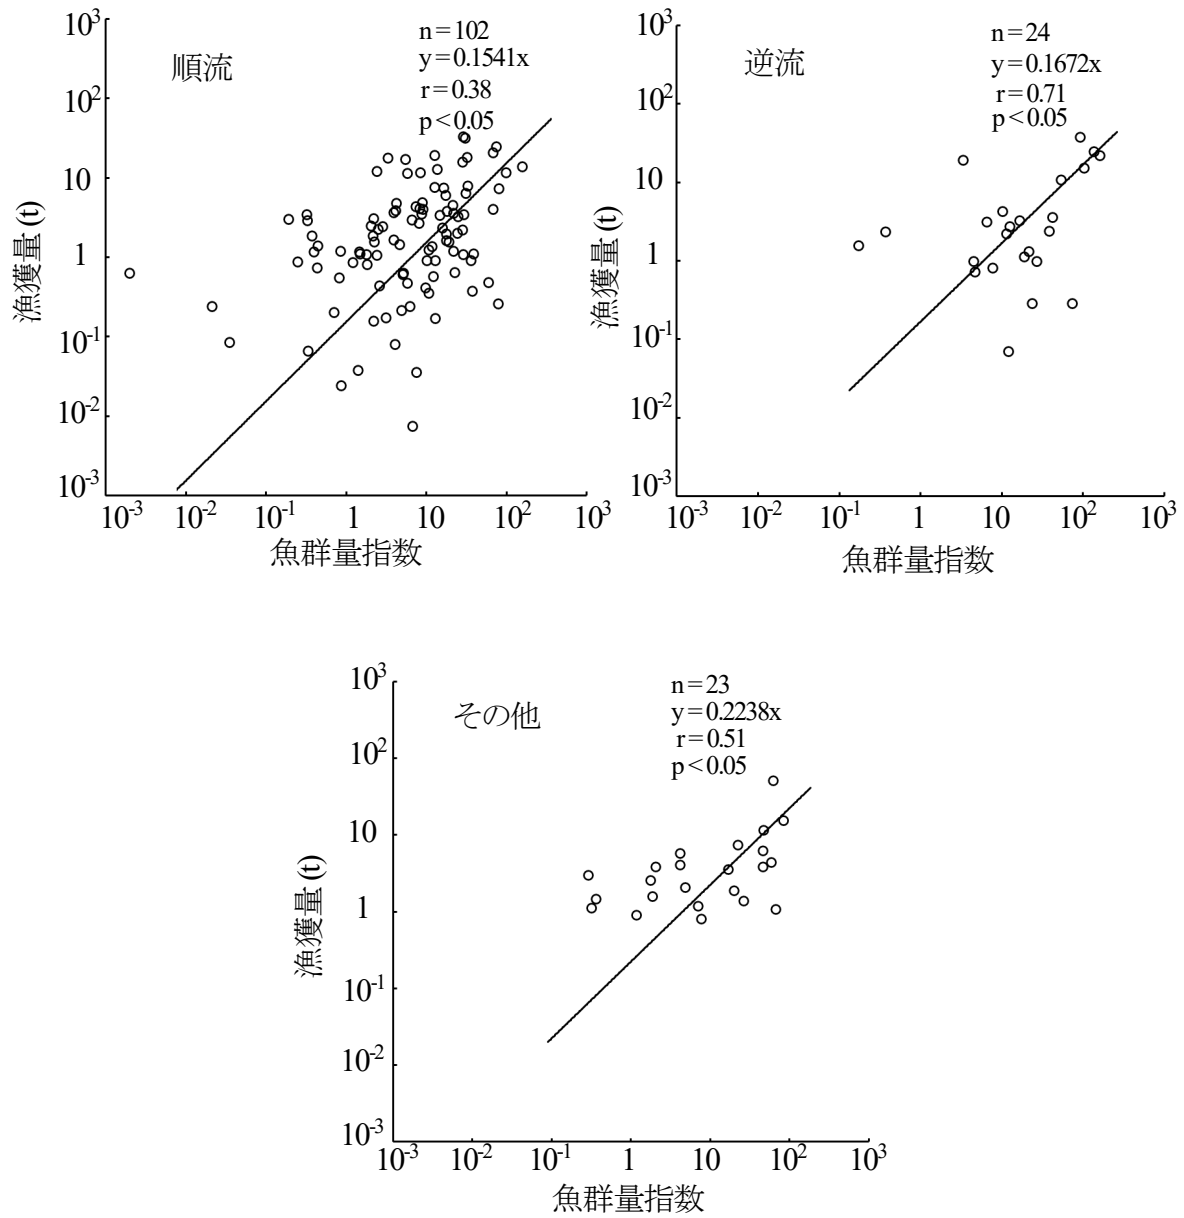 順流
n=102
y=0.1541x
r=0.38
p<0.05
10³
10²
10
1
10⁻¹
10⁻²
10⁻³
漁獲量 (t)
10⁻³ 10⁻² 10⁻¹ 1 10 10² 10³
魚群量指数
逆流
n=24
y=0.1672x
r=0.71
p<0.05
10³
10²
10
1
10⁻¹
10⁻²
10⁻³
漁獲量 (t)
10⁻³ 10⁻² 10⁻¹ 1 10 10² 10³
魚群量指数
その他
n=23
y=0.2238x
r=0.51
p<0.05
10³
10²
10
1
10⁻¹
10⁻²
10⁻³
漁獲量 (t)
10⁻³ 10⁻² 10⁻¹ 1 10 10² 10³
魚群量指数